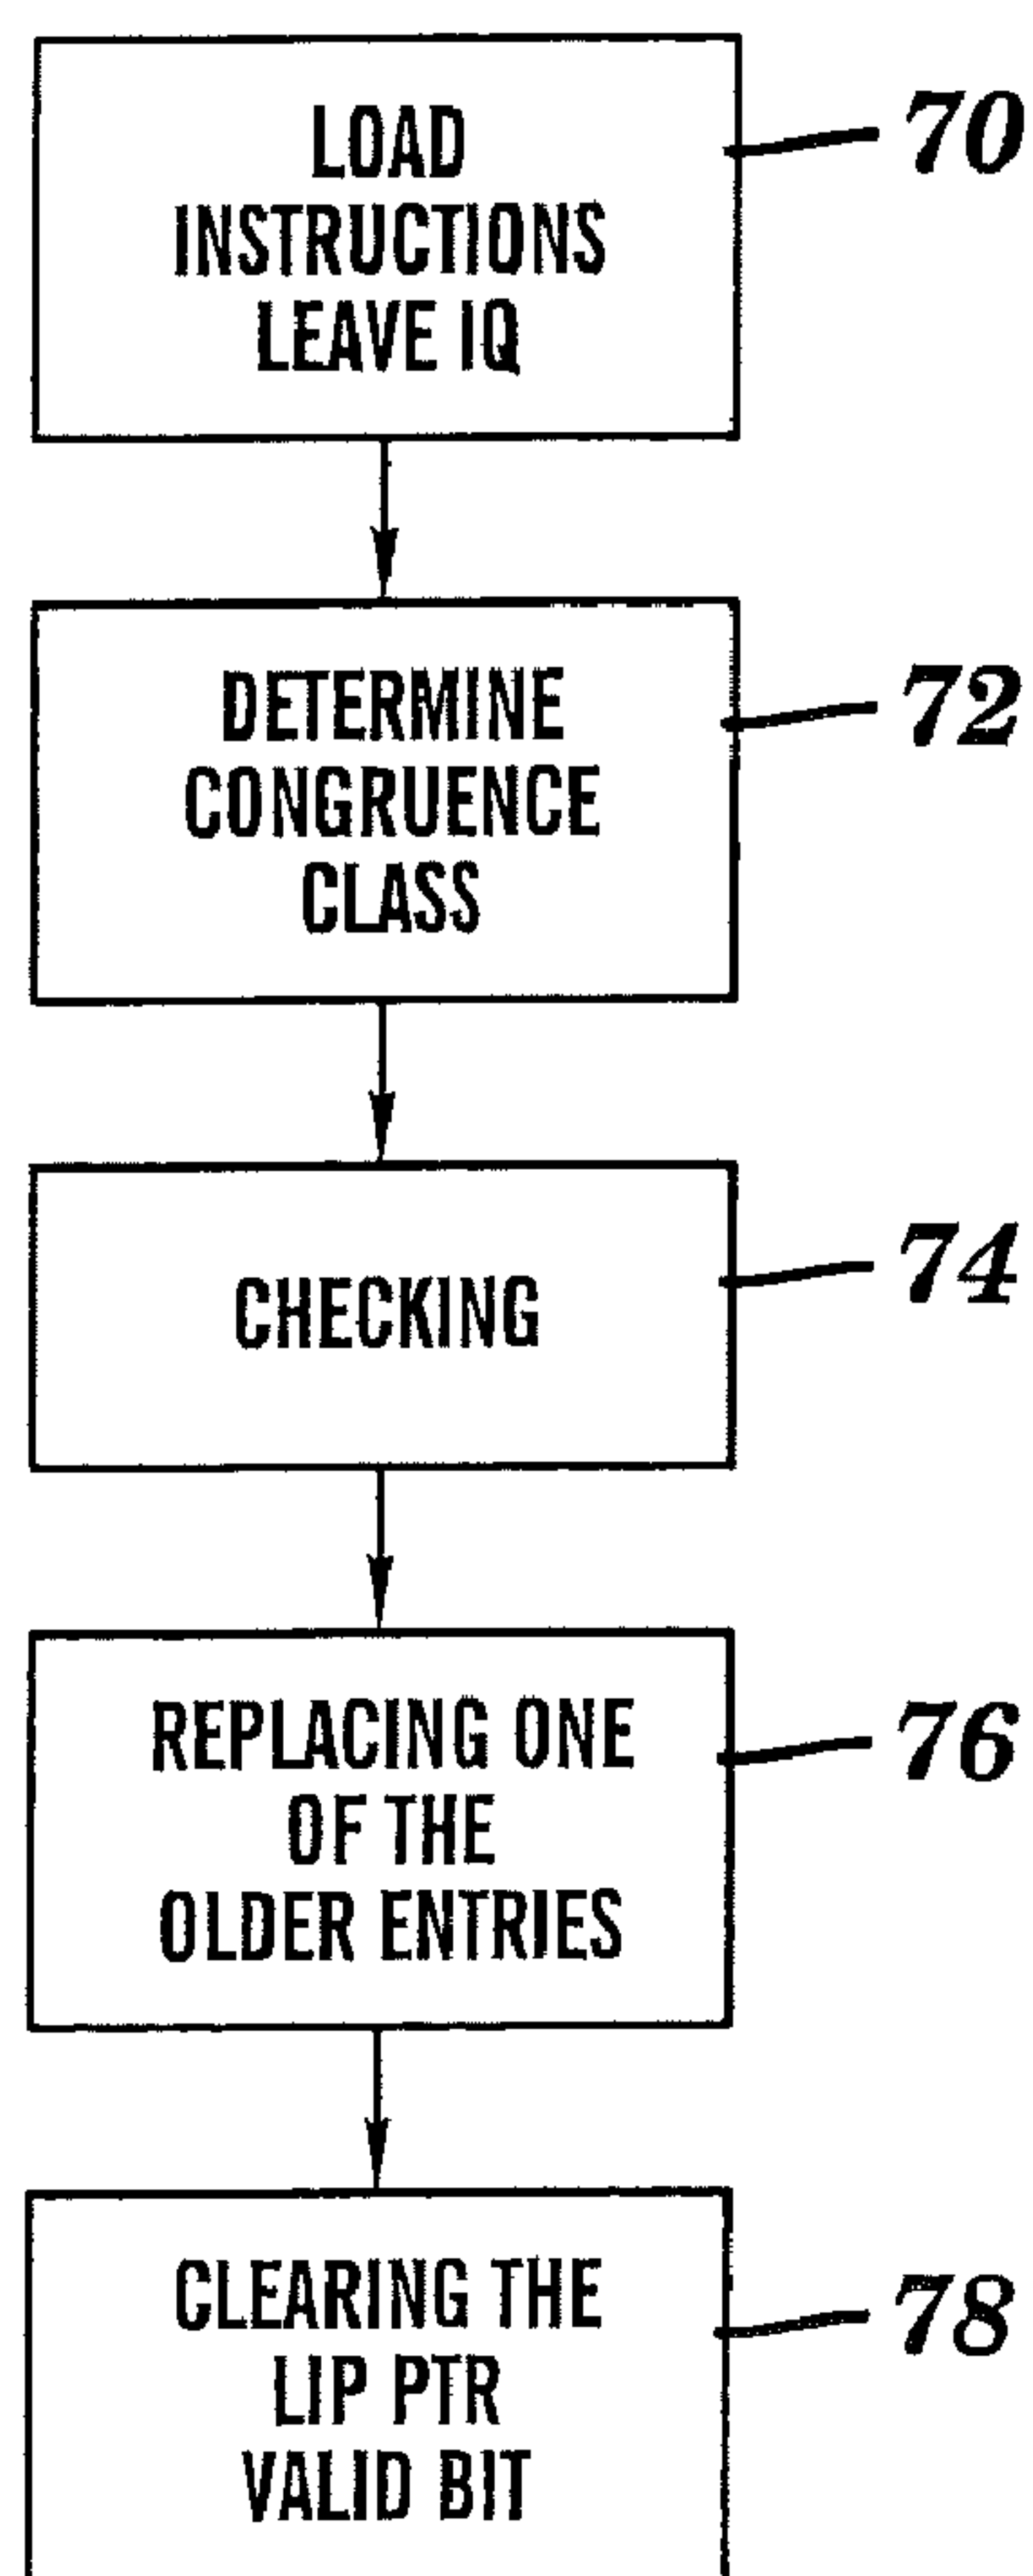 LOAD
INSTRUCTIONS
LEAVE IQ
70
DETERMINE
CONGRUENCE
CLASS
72
CHECKING
74
REPLACING ONE
OF THE
OLDER ENTRIES
76
CLEARING THE
LIP PTR
VALID BIT
78